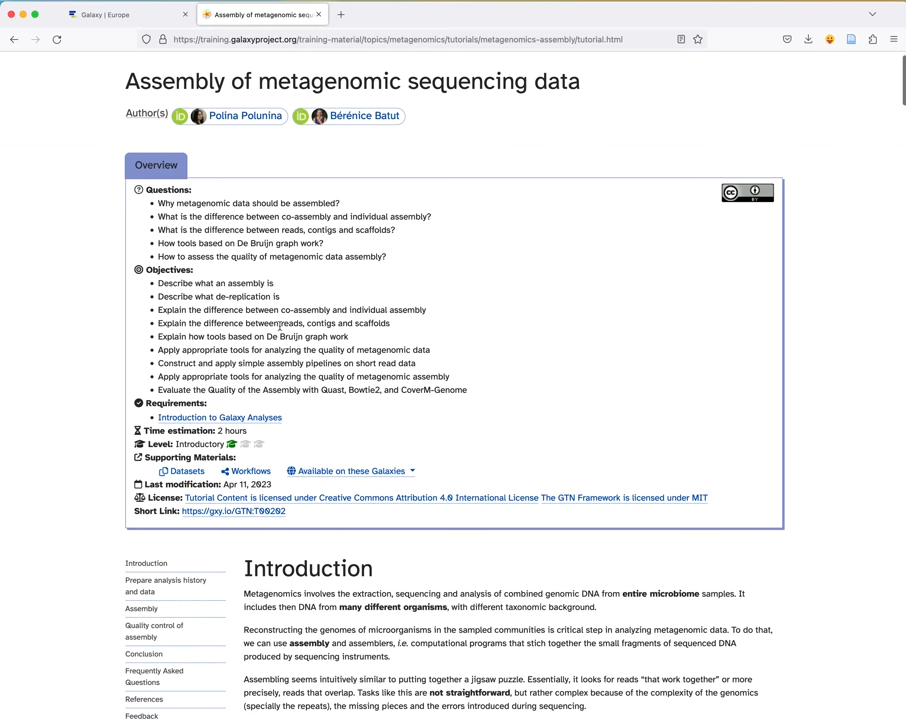 Galaxy | Europe
Assembly of metagenomic sequ
https://training.galaxyproject.org/training-material/topics/metagenomics/tutorials/metagenomics-assembly/tutorial.html
Assembly of metagenomic sequencing data
Author(s) iD Polina Polunina iD Bérénice Batut
Overview
Questions:
• Why metagenomic data should be assembled?
• What is the difference between co-assembly and individual assembly?
• What is the difference between reads, contigs and scaffolds?
• How tools based on De Bruijn graph work?
• How to assess the quality of metagenomic data assembly?
Objectives:
• Describe what an assembly is
• Describe what de-replication is
• Explain the difference between co-assembly and individual assembly
• Explain the difference between reads, contigs and scaffolds
• Explain how tools based on De Bruijn graph work
• Apply appropriate tools for analyzing the quality of metagenomic data
• Construct and apply simple assembly pipelines on short read data
• Apply appropriate tools for analyzing the quality of metagenomic assembly
• Evaluate the Quality of the Assembly with Quast, Bowtie2, and CoverM-Genome
Requirements:
• Introduction to Galaxy Analyses
Time estimation: 2 hours
Level: Introductory
Supporting Materials:
Datasets Workflows Available on these Galaxies
Last modification: Apr 11, 2023
License: Tutorial Content is licensed under Creative Commons Attribution 4.0 International License The GTN Framework is licensed under MIT
Short Link: https://gxy.io/GTN:T00202
cc BY
Introduction
Prepare analysis history
and data
Assembly
Quality control of
assembly
Conclusion
Frequently Asked
Questions
References
Feedback
Introduction
Metagenomics involves the extraction, sequencing and analysis of combined genomic DNA from entire microbiome samples. It
includes then DNA from many different organisms, with different taxonomic background.
Reconstructing the genomes of microorganisms in the sampled communities is critical step in analyzing metagenomic data. To do that,
we can use assembly and assemblers, i.e. computational programs that stich together the small fragments of sequenced DNA
produced by sequencing instruments.
Assembling seems intuitively similar to putting together a jigsaw puzzle. Essentially, it looks for reads “that work together” or more
precisely, reads that overlap. Tasks like this are not straightforward, but rather complex because of the complexity of the genomics
(specially the repeats), the missing pieces and the errors introduced during sequencing.